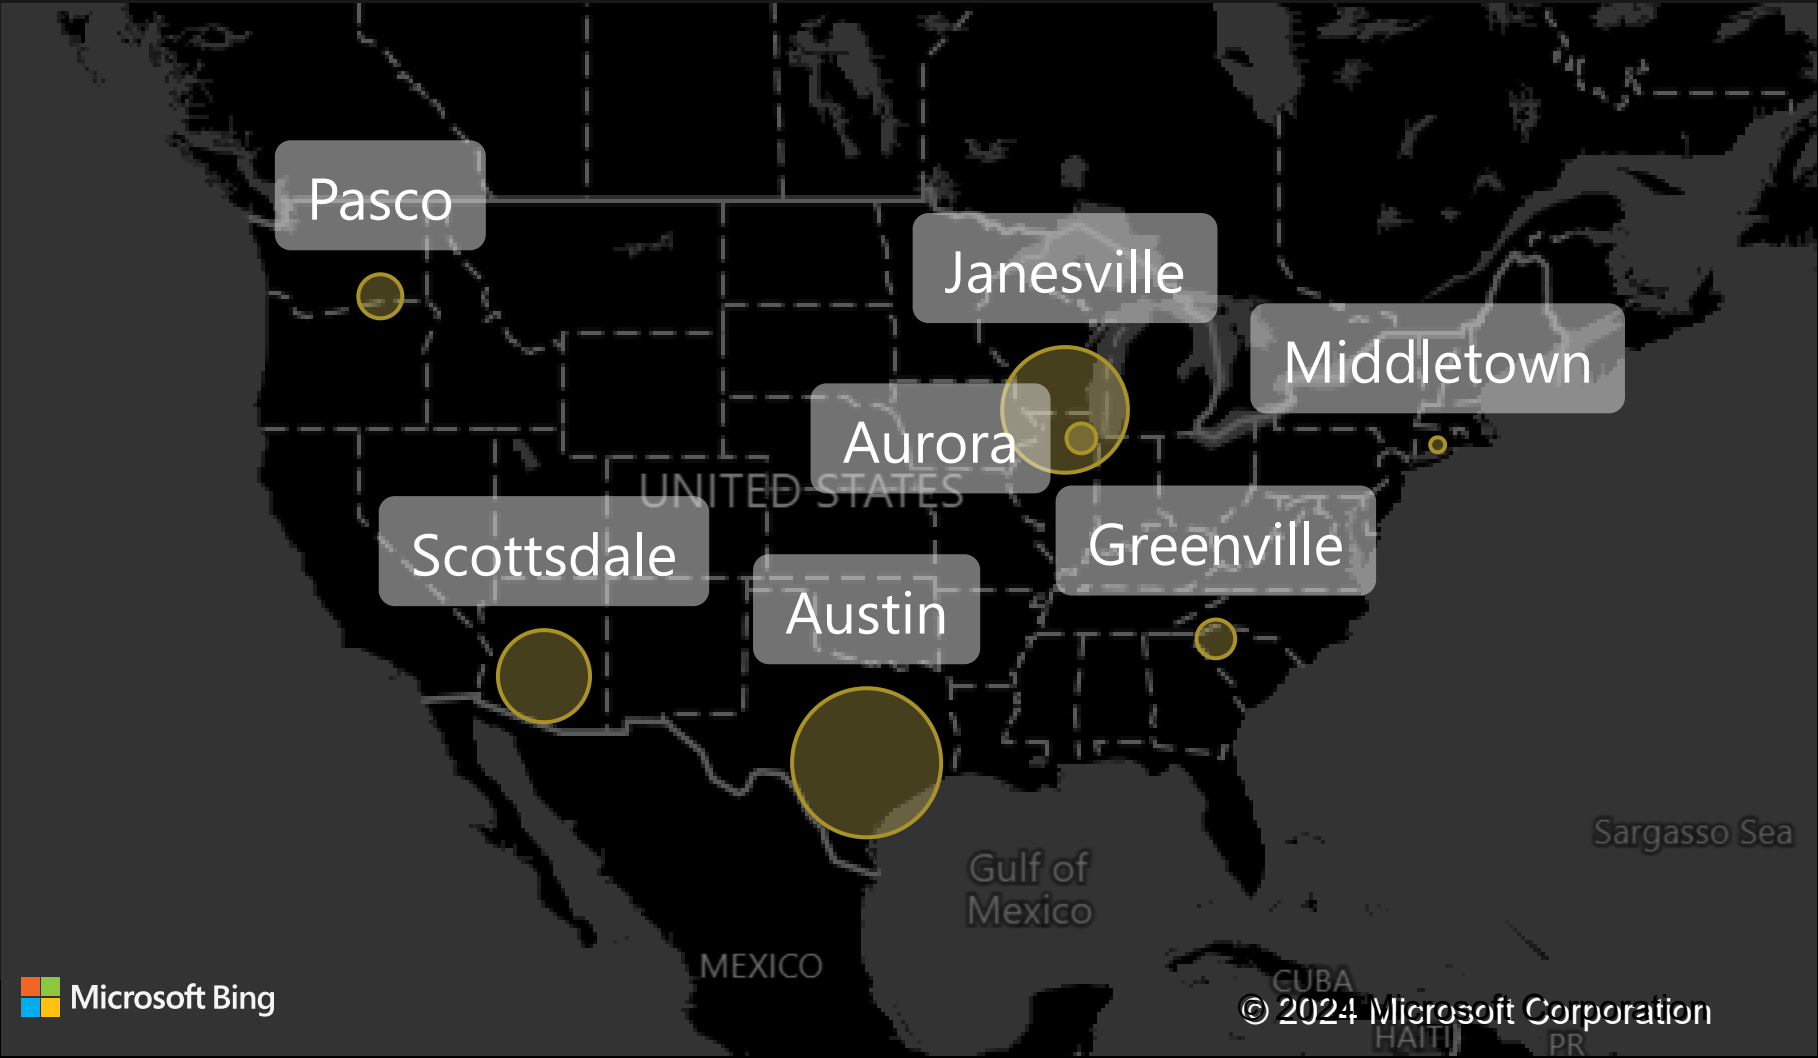 Pasco
Janesville
Middletown
Aurora
UNITED STATES
Scottsdale
Greenville
Austin
Sargasso Sea
Gulf of
Mexico
MEXICO
CUBA
Microsoft Bing
© 2024 Microsoft Corporation
HAITI
PR